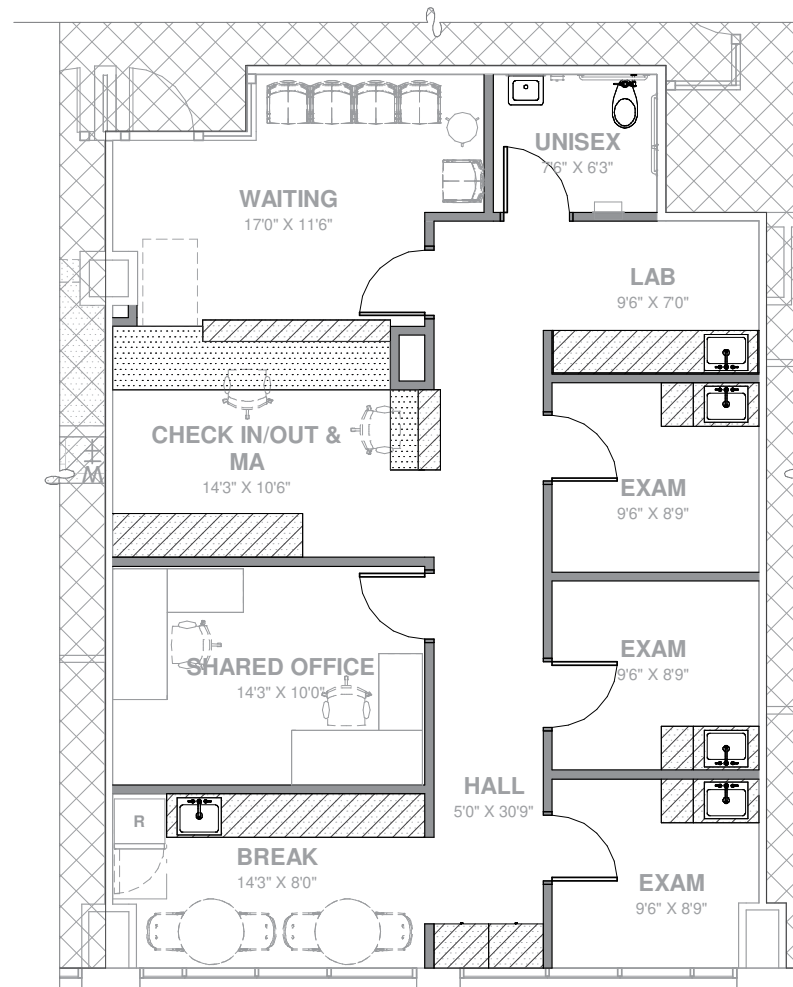 UNISEX
7'6" X 6'3"
WAITING
17'0" X 11'6"
LAB
9'6" X 7'0"
CHECK IN/OUT &
MA
14'3" X 10'6"
EXAM
9'6" X 8'9"
SHARED OFFICE
14'3" X 10'0"
EXAM
9'6" X 8'9"
HALL
5'0" X 30'9"
R
BREAK
14'3" X 8'0"
EXAM
9'6" X 8'9"